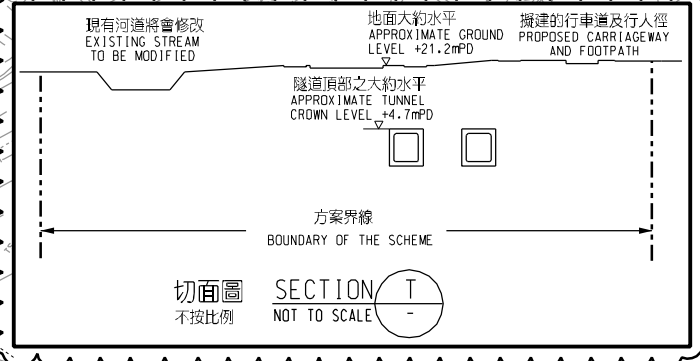 現有河道將會修改
EXISTING STREAM
TO BE MODIFIED
地面大約水平
APPROXIMATE GROUND
LEVEL +21.2mPD
擬建的行車道及行人徑
PROPOSED CARRIAGEWAY
AND FOOTPATH
隧道頂部之大約水平
APPROXIMATE TUNNEL
CROWN LEVEL +4.7mPD
方案界線
BOUNDARY OF THE SCHEME
切面圖 SECTION T
不按比例 NOT TO SCALE -